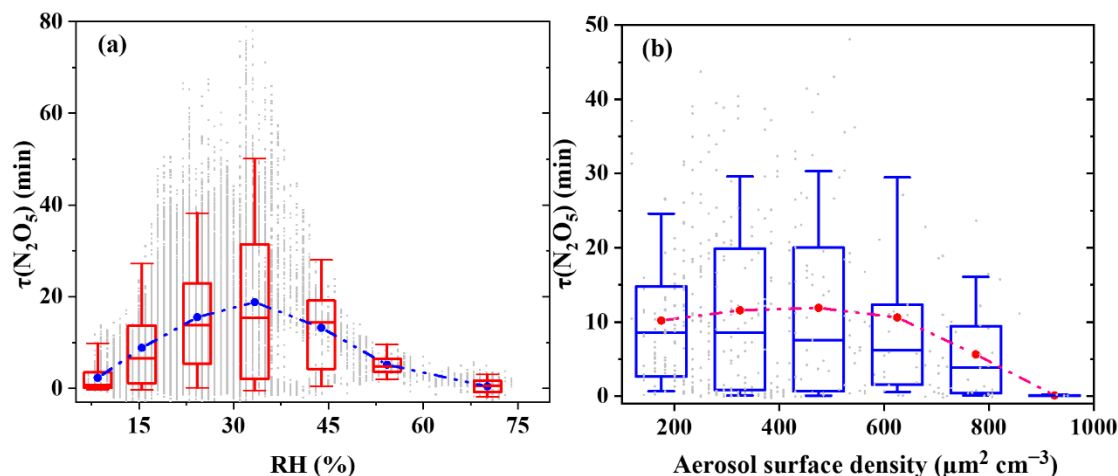 (a)
80
60
40
20
0
τ(N₂O₅) (min)
15 30 45 60 75
RH (%)
(b)
50
40
30
20
10
0
τ(N₂O₅) (min)
200 400 600 800 1000
Aerosol surface density (μm² cm⁻³)